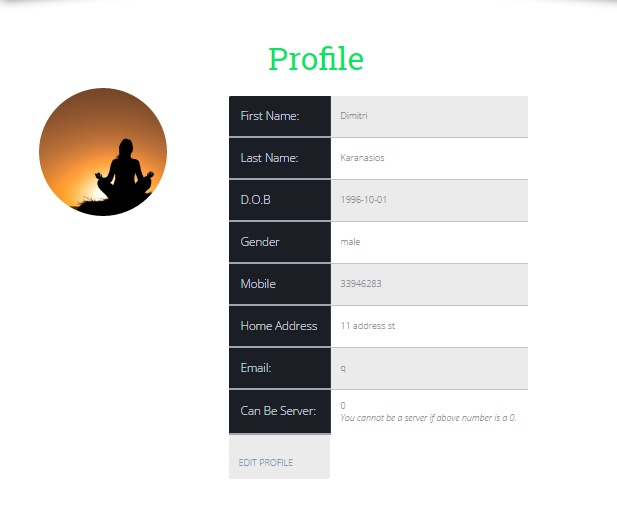 Profile
First Name: Dimitri
Last Name: Karanasios
D.O.B 1996-10-01
Gender male
Mobile 33946283
Home Address 11 address st
Email: q
Can Be Server: 0
You cannot be a server if above number is a 0.
EDIT PROFILE